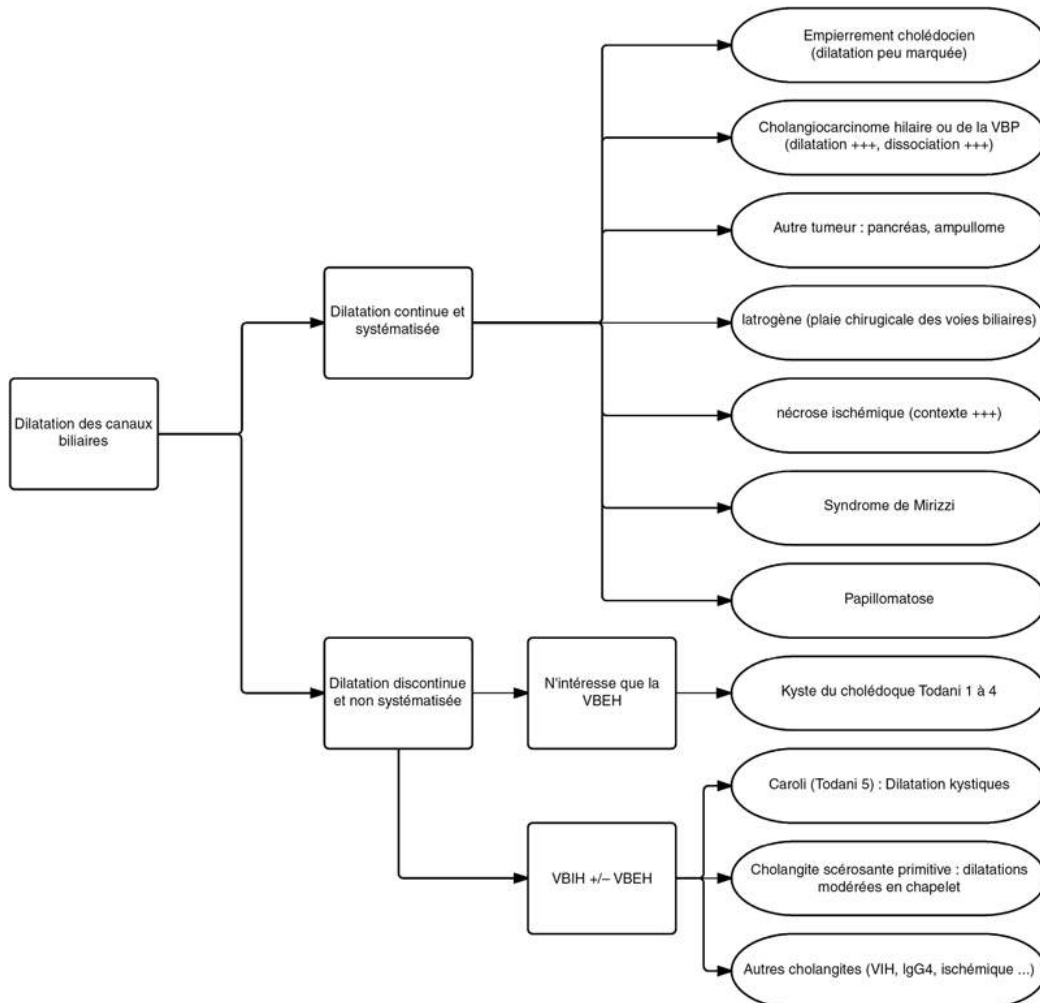 Empierrement cholédocien
(dilatation peu marquée)
Cholangiocarcinome hilaire ou de la VBP
(dilatation +++, dissociation +++)
Autre tumeur : pancréas, ampullome
Dilatation continue et
systématisée
Iatrogène (plaie chirugicale des voies biliaires)
Dilatation des canaux
biliaires
nécrose ischémique (contexte +++)
Syndrome de Mirizzi
Papillomatose
Dilatation discontinue
et non systématisée
N'intéresse que la
VBEH
Kyste du cholédoque Todani 1 à 4
Caroli (Todani 5) : Dilatation kystiques
VBIH +/– VBEH
Cholangite scérosante primitive : dilatations
modérées en chapelet
Autres cholangites (VIH, IgG4, ischémique ...)